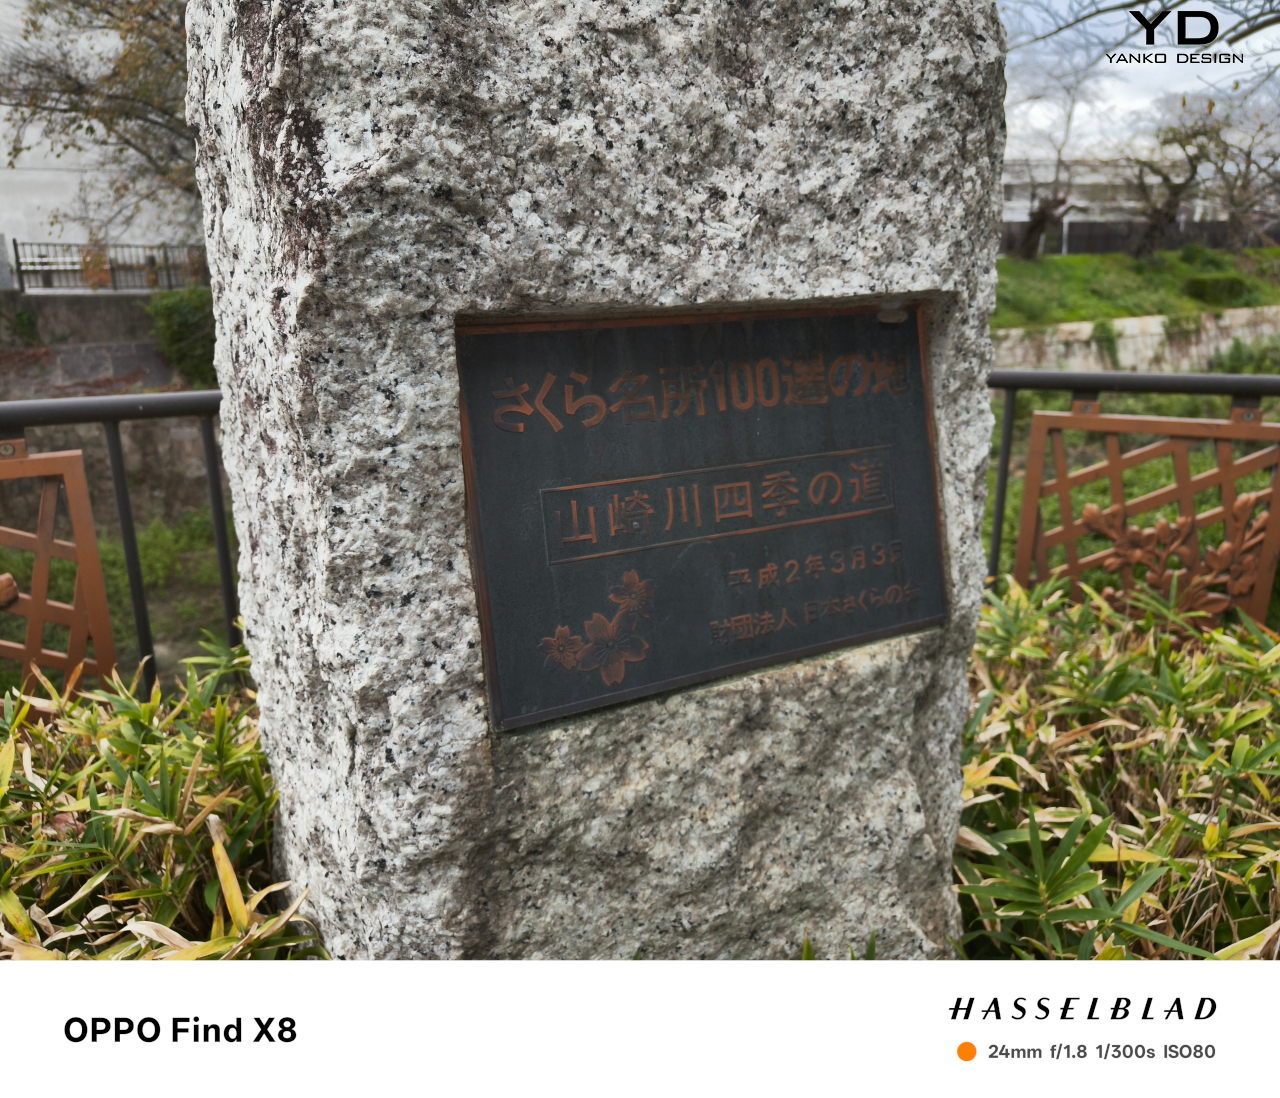 YD
YANKO DESIGN
さくら名所100選の地
山崎川四季の道
平成2年3月3日
財団法人 日本さくらの会
OPPO Find X8
HASSELBLAD
24mm f/1.8 1/300s ISO80